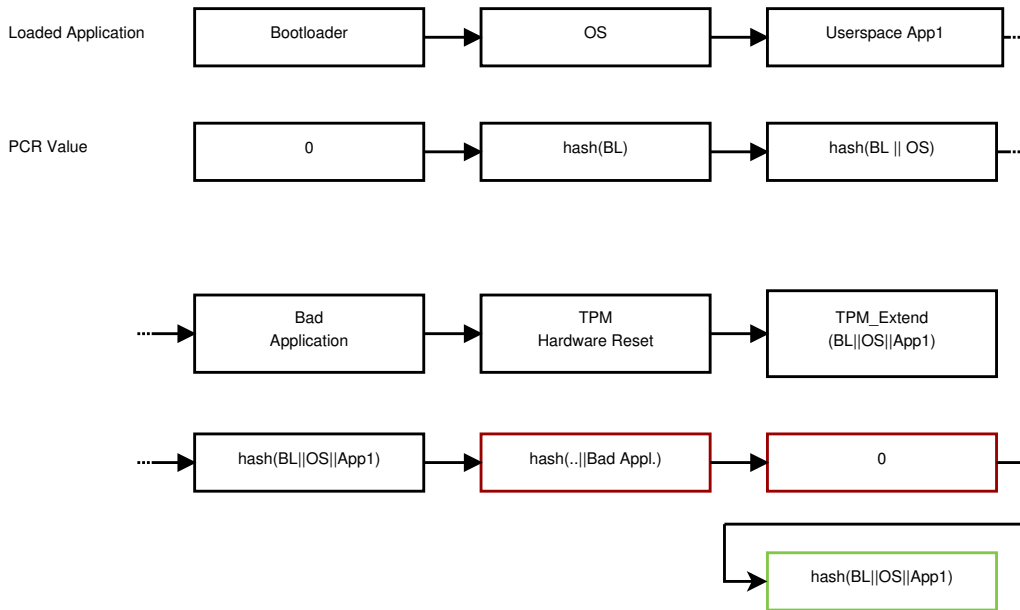 Loaded Application
Bootloader
OS
Userspace App1
PCR Value
0
hash(BL)
hash(BL || OS)
Bad
Application
TPM
Hardware Reset
TPM_Extend
(BL||OS||App1)
hash(BL||OS||App1)
hash(..||Bad Appl.)
0
hash(BL||OS||App1)